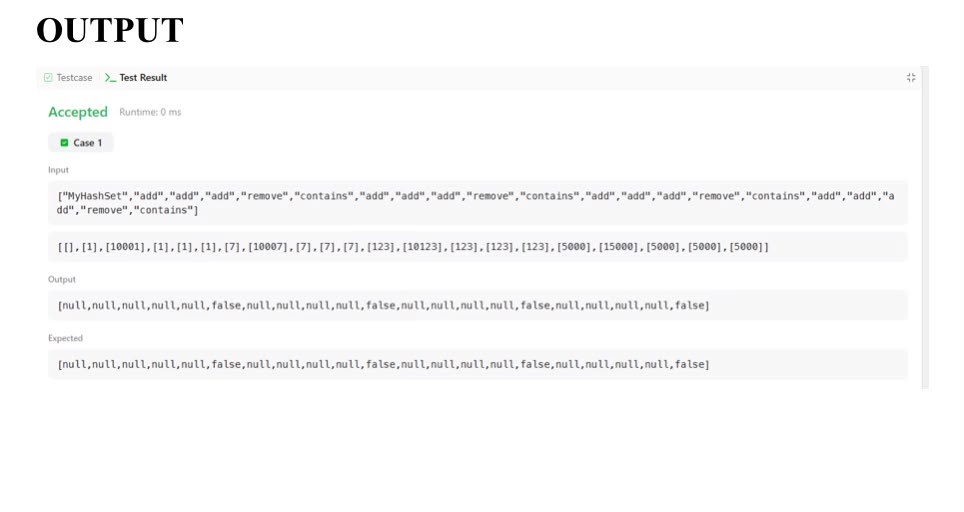 OUTPUT
Testcase
Test Result
Accepted Runtime: 0 ms
Case 1
Input
["MyHashSet","add","add","add","remove","contains","add","add","add","remove","contains","add","add","add","remove","contains","add","add","a
dd","remove","contains"]
[[],[1],[10001],[1],[1],[1],[7],[10007],[7],[7],[7],[123],[10123],[123],[123],[123],[5000],[15000],[5000],[5000],[5000]]
Output
[null,null,null,null,null,false,null,null,null,null,false,null,null,null,null,false,null,null,null,null,false]
Expected
[null,null,null,null,null,false,null,null,null,null,false,null,null,null,null,false,null,null,null,null,false]